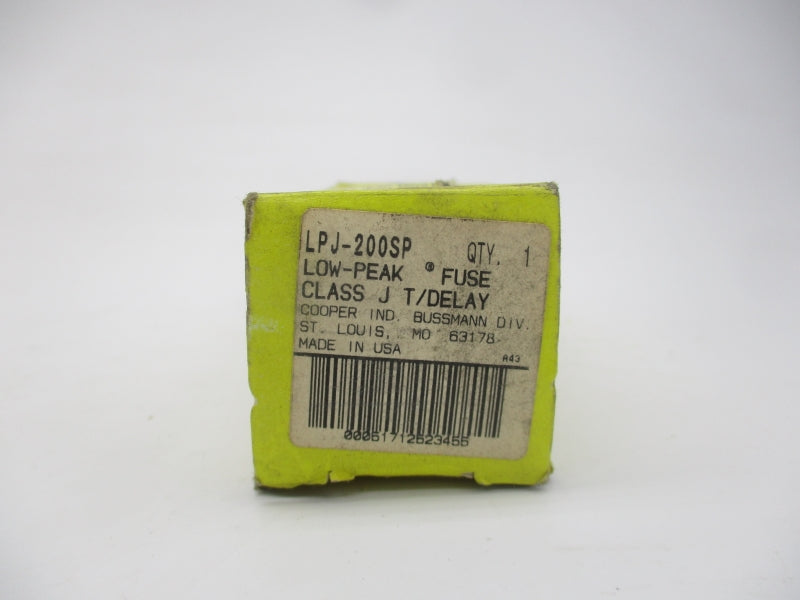 LPJ-200SP QTY. 1
LOW-PEAK ® FUSE
CLASS J T/DELAY
COOPER IND. BUSSMANN DIV.
ST. LOUIS, MO 63178
MADE IN USA A43
00051712523455